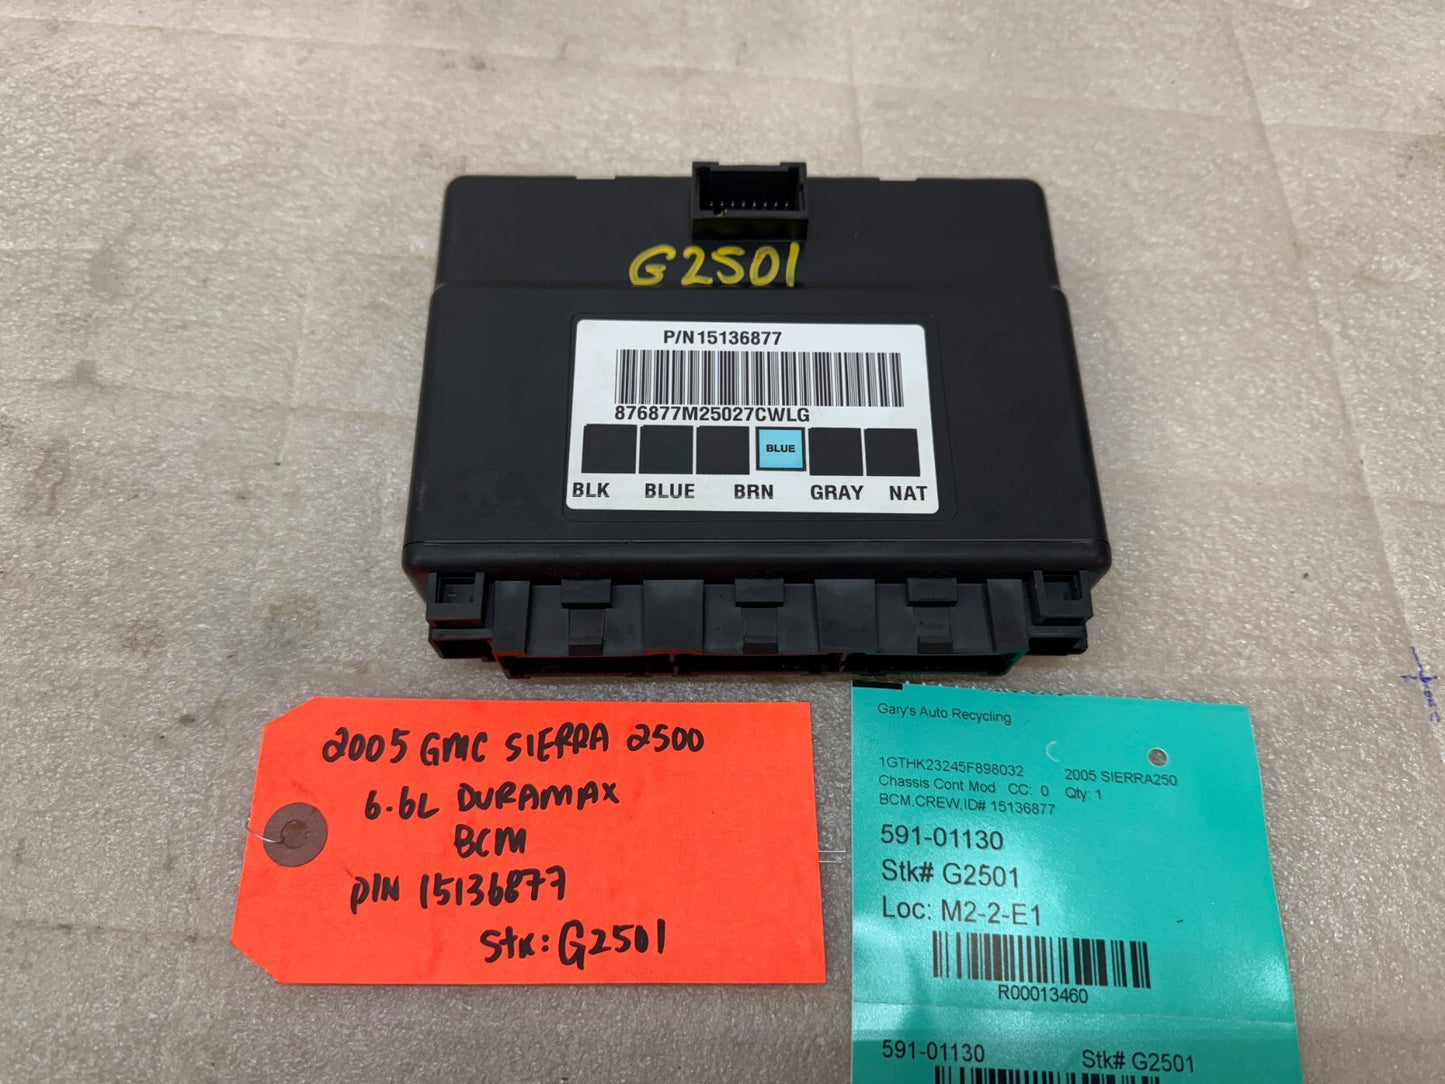 G2501
P/N15136877
876877M25027CWLG
BLUE
BLK BLUE BRN GRAY NAT
2005 GMC SIERRA 2500
6.6L DURAMAX
BCM
P/N 15136877
Stk: G2501
Gary's Auto Recycling
1GTHK23245F898032 2005 SIERRA250
Chassis Cont Mod CC: 0 Qty: 1
BCM,CREW,ID# 15136877
591-01130
Stk# G2501
Loc: M2-2-E1
R00013460
591-01130 Stk# G2501